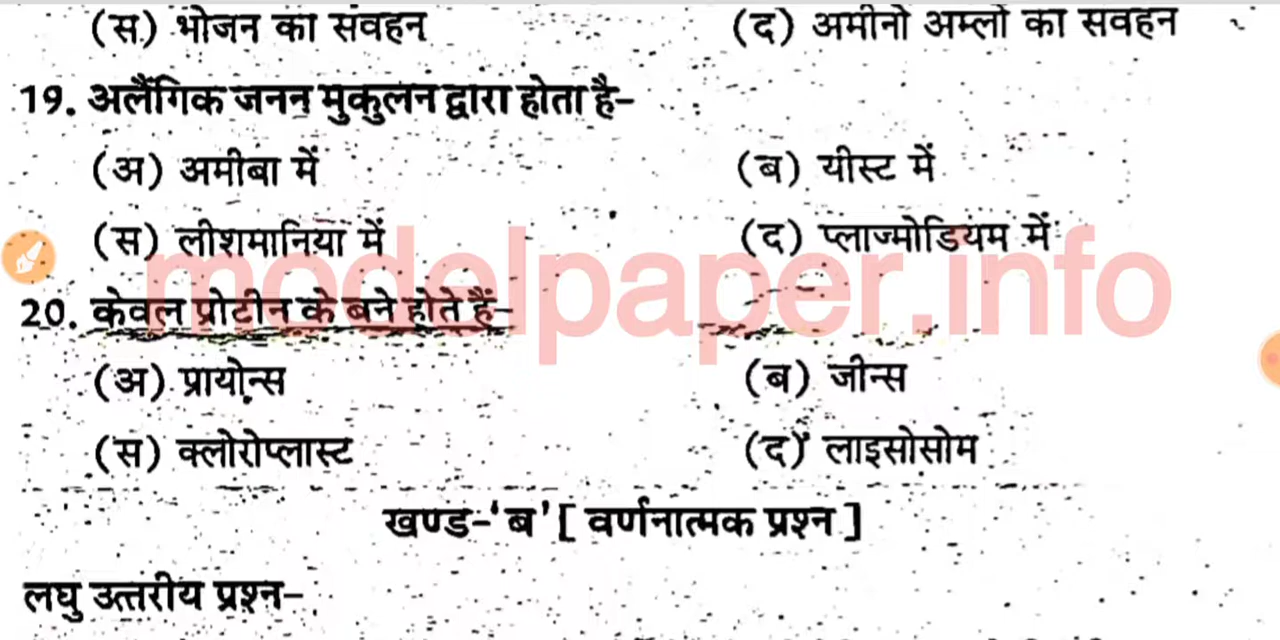 (स) भोजन का संवहन (द) अमीनो अम्लों का संवहन
19. अलैंगिक जनन मुकुलन द्वारा होता है–
(अ) अमीबा में (ब) यीस्ट में
(स) लीशमानिया में (द) प्लाज्मोडियम में
modelpaper.info
20. केवल प्रोटीन के बने होते हैं–
(अ) प्रायोन्स (ब) जीन्स
(स) क्लोरोप्लास्ट (द) लाइसोसोम
खण्ड-'ब' [ वर्णनात्मक प्रश्न ]
लघु उत्तरीय प्रश्न–